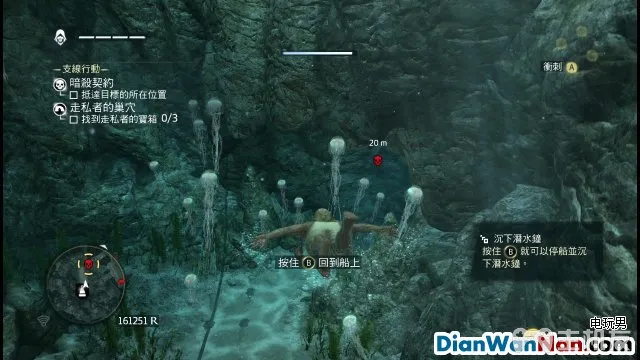 支線行動
暗殺契約
抵達目標的所在位置
走私者的巢穴
找到走私者的寶箱 0/3
衝刺 A
20 m
按住 B 回到船上
沉下潛水鐘
按住 B 就可以停船並沉
下潛水鐘。
161251 R
电玩男
DianWanNan.com